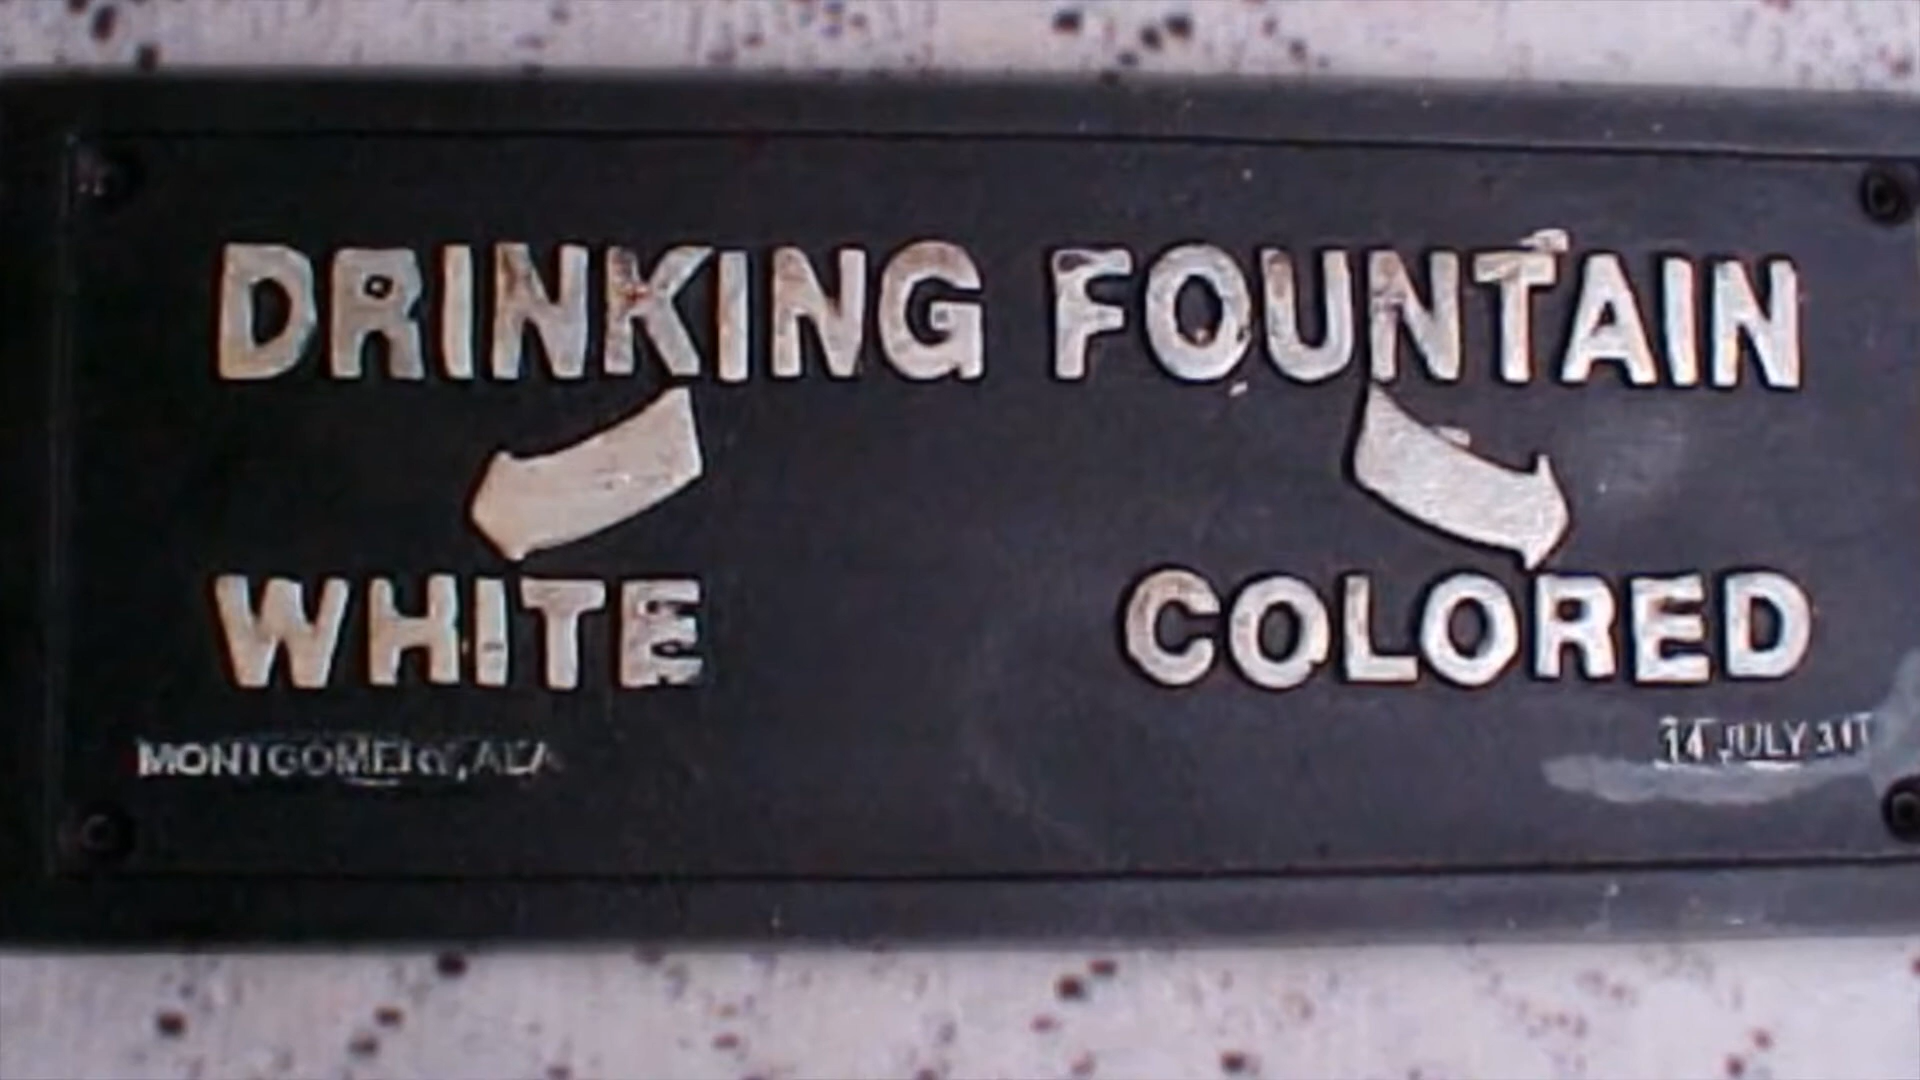 DRINKING FOUNTAIN
WHITE COLORED
MONTGOMERY, ALA
14 JULY